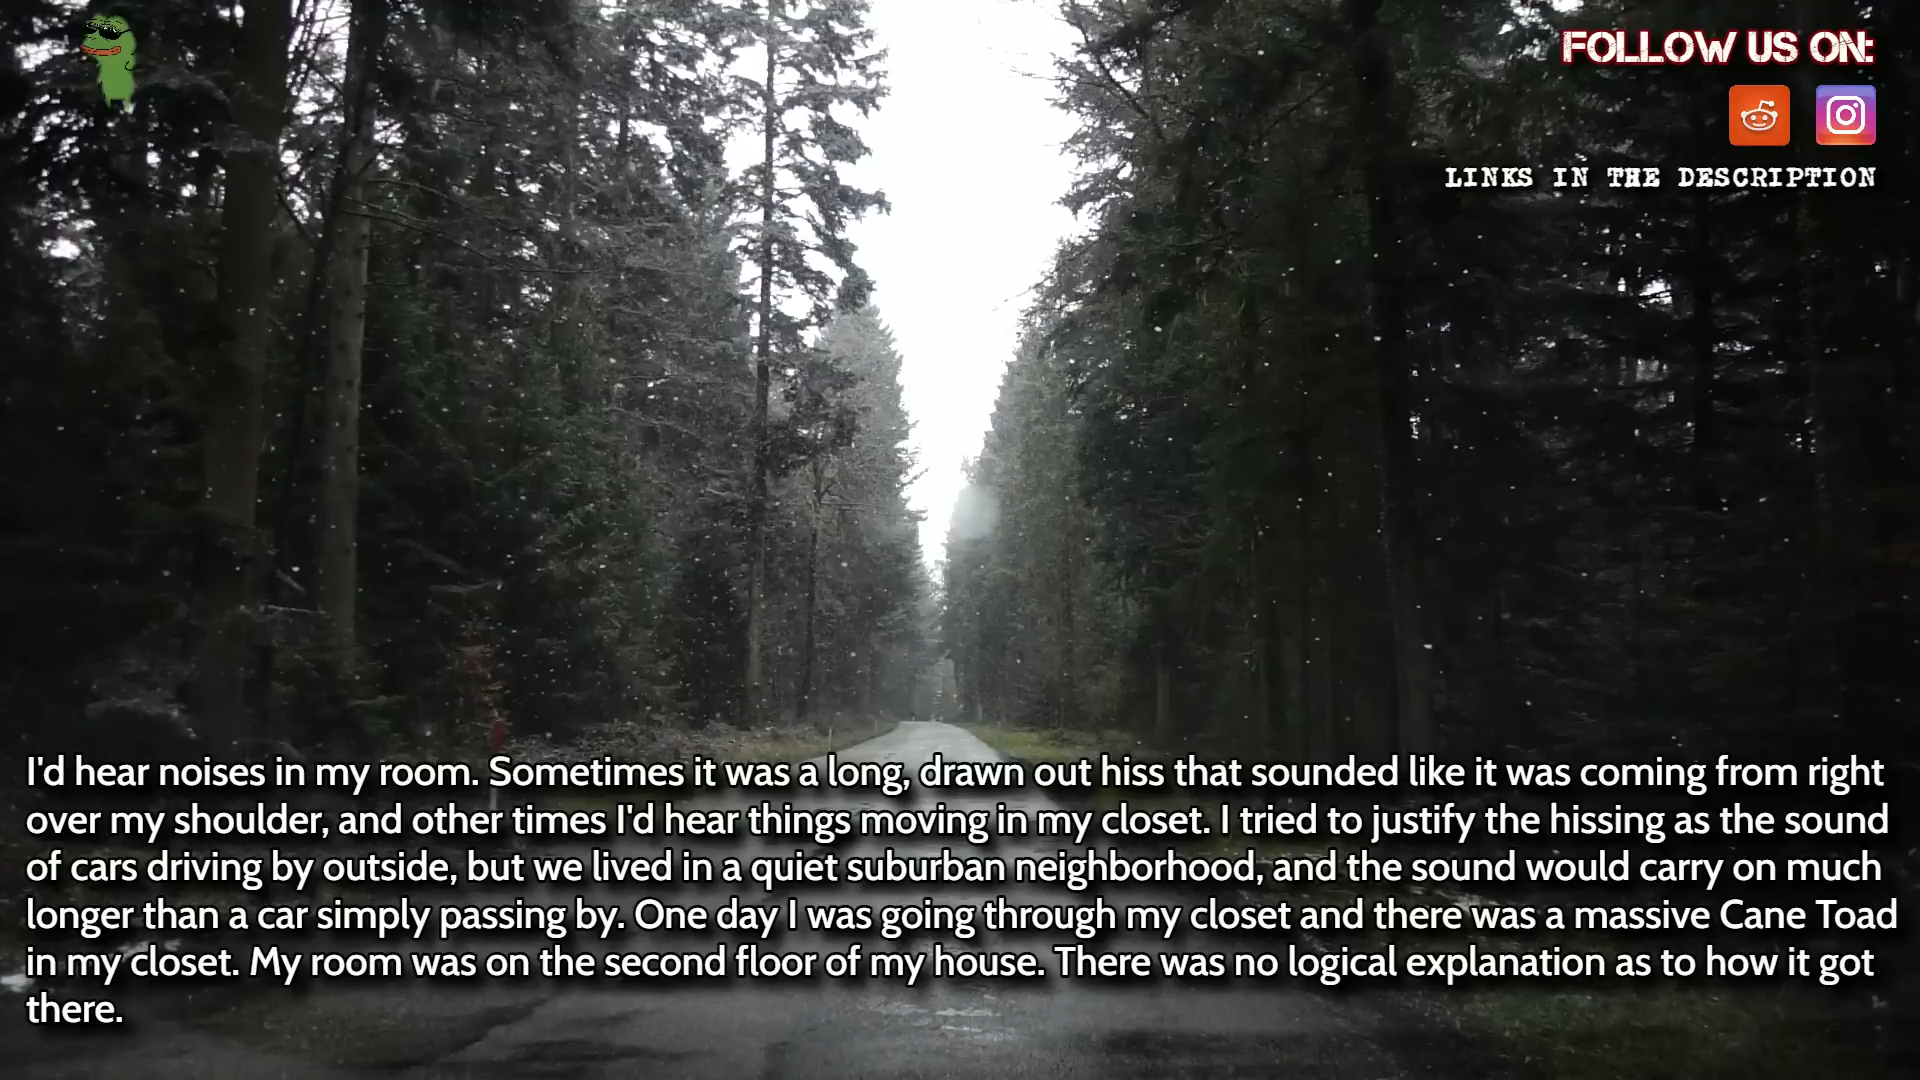 FOLLOW US ON:
LINKS IN THE DESCRIPTION
I'd hear noises in my room. Sometimes it was a long, drawn out hiss that sounded like it was coming from right
over my shoulder, and other times I'd hear things moving in my closet. I tried to justify the hissing as the sound
of cars driving by outside, but we lived in a quiet suburban neighborhood, and the sound would carry on much
longer than a car simply passing by. One day I was going through my closet and there was a massive Cane Toad
in my closet. My room was on the second floor of my house. There was no logical explanation as to how it got
there.